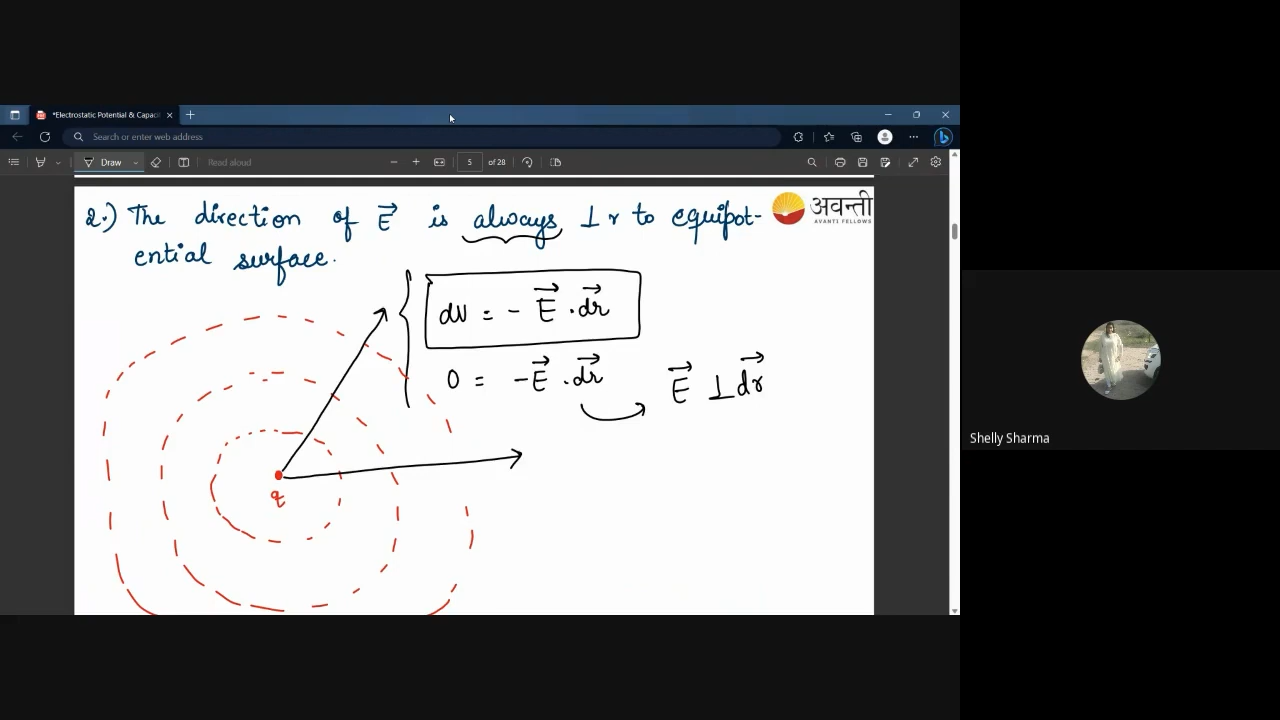 *Electrostatic Potential & Capaci
Search or enter web address
Draw
Read aloud
5 of 28
2.) The direction of E⃗ is always ⊥r to equipot-
ential surface.
अवन्ती
AVANTI FELLOWS
dV = - E⃗ . dr⃗
0 = -E⃗ . dr⃗
E⃗ ⊥ dr⃗
q
Shelly Sharma